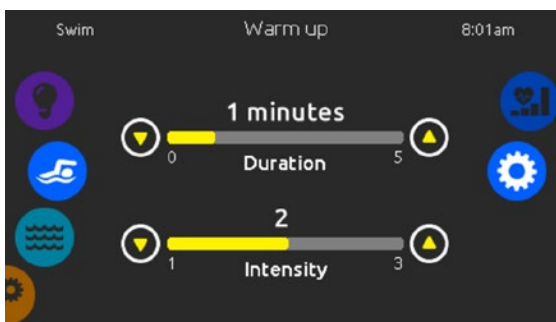 Swim Warm up 8:01am
1 minutes
0 Duration 5
2
1 Intensity 3